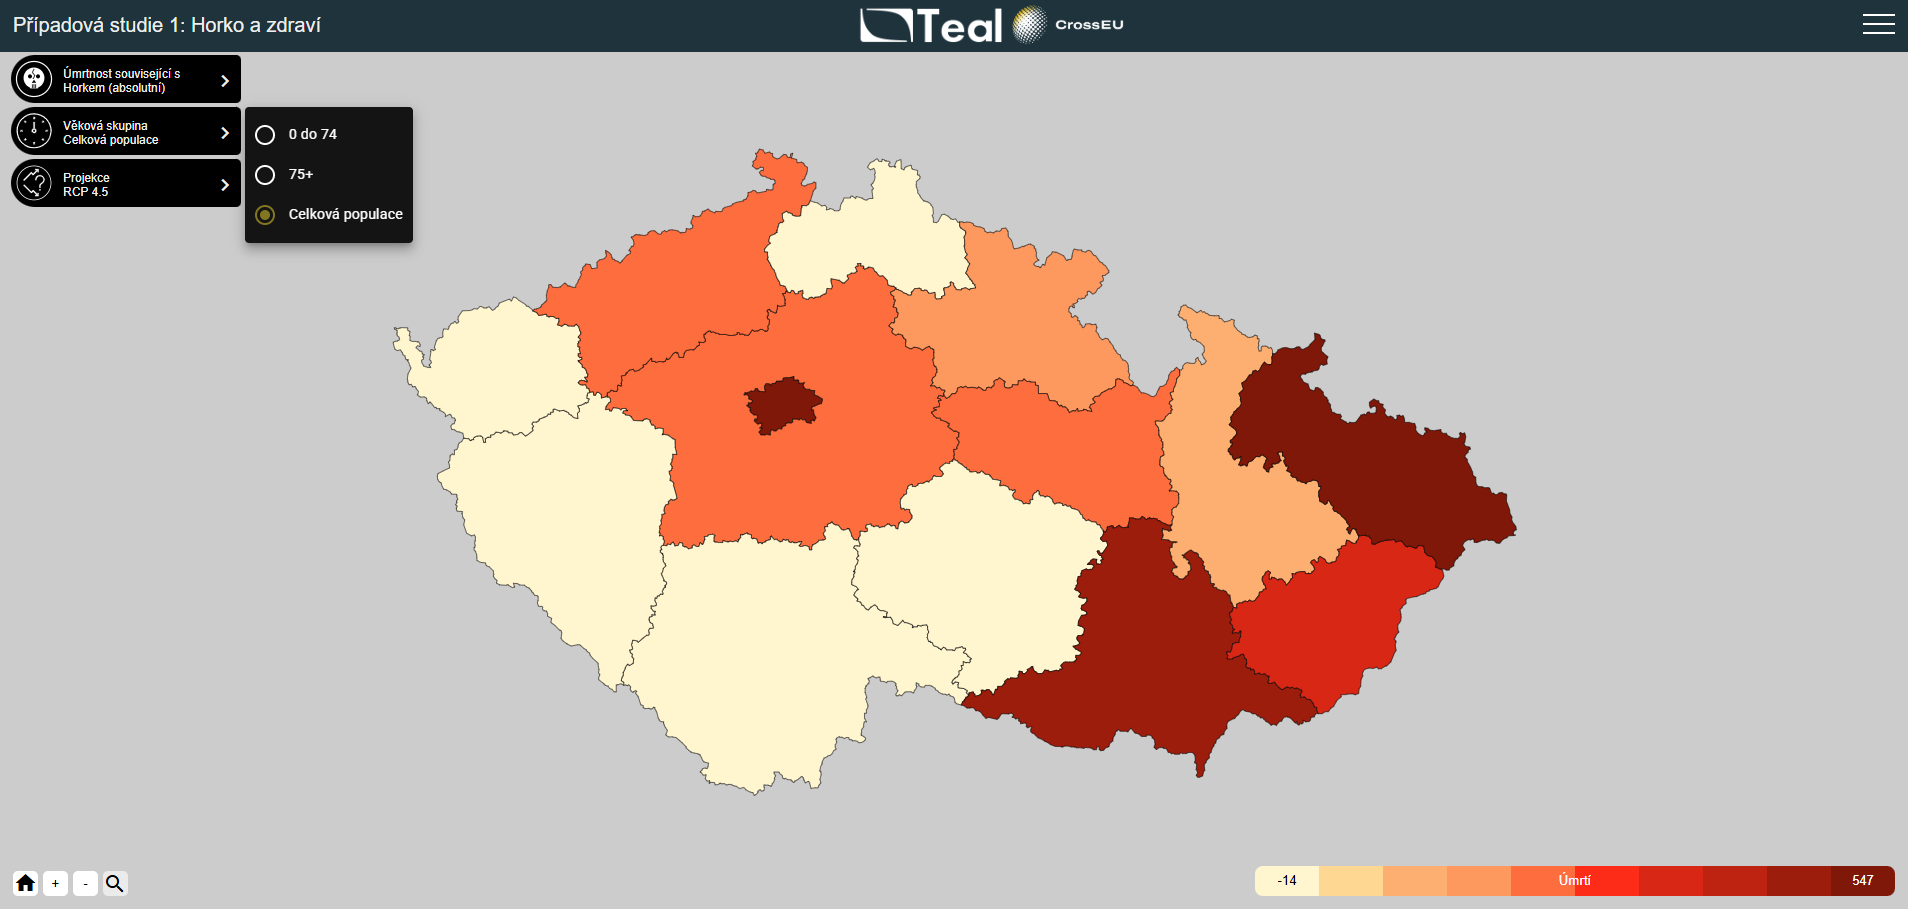 Případová studie 1: Horko a zdraví
Teal
CrossEU
Úmrtnost související s
Horkem (absolutní)
Věková skupina
Celková populace
Projekce
RCP 4.5
0 do 74
75+
Celková populace
+
-
-14
Úmrtí
547